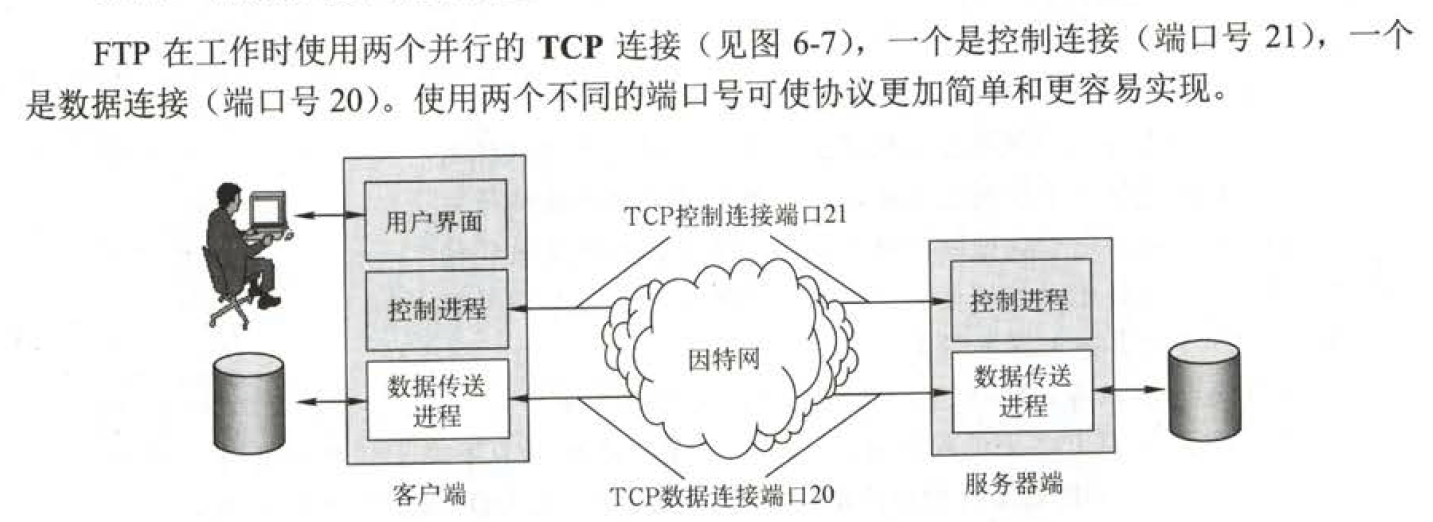 FTP 在工作时使用两个并行的 TCP 连接（见图 6-7），一个是控制连接（端口号 21），一个
是数据连接（端口号 20）。使用两个不同的端口号可使协议更加简单和更容易实现。
用户界面
TCP控制连接端口21
控制进程
控制进程
因特网
数据传送
进程
数据传送
进程
客户端
TCP数据连接端口20
服务器端